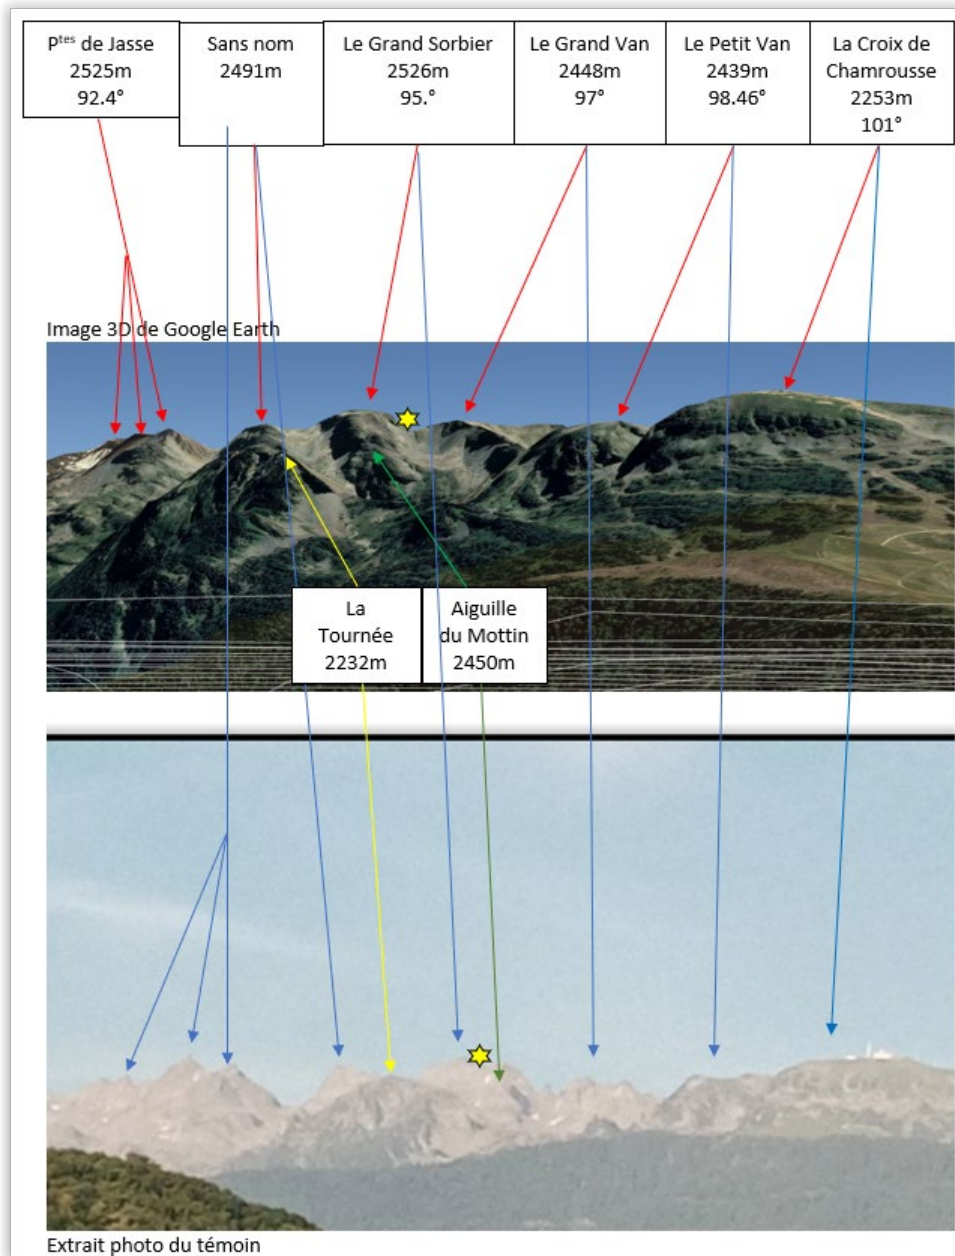 Ptes de Jasse
2525m
92.4°
Sans nom
2491m
Le Grand Sorbier
2526m
95.°
Le Grand Van
2448m
97°
Le Petit Van
2439m
98.46°
La Croix de
Chamrousse
2253m
101°
Image 3D de Google Earth
La
Tournée
2232m
Aiguille
du Mottin
2450m
Extrait photo du témoin